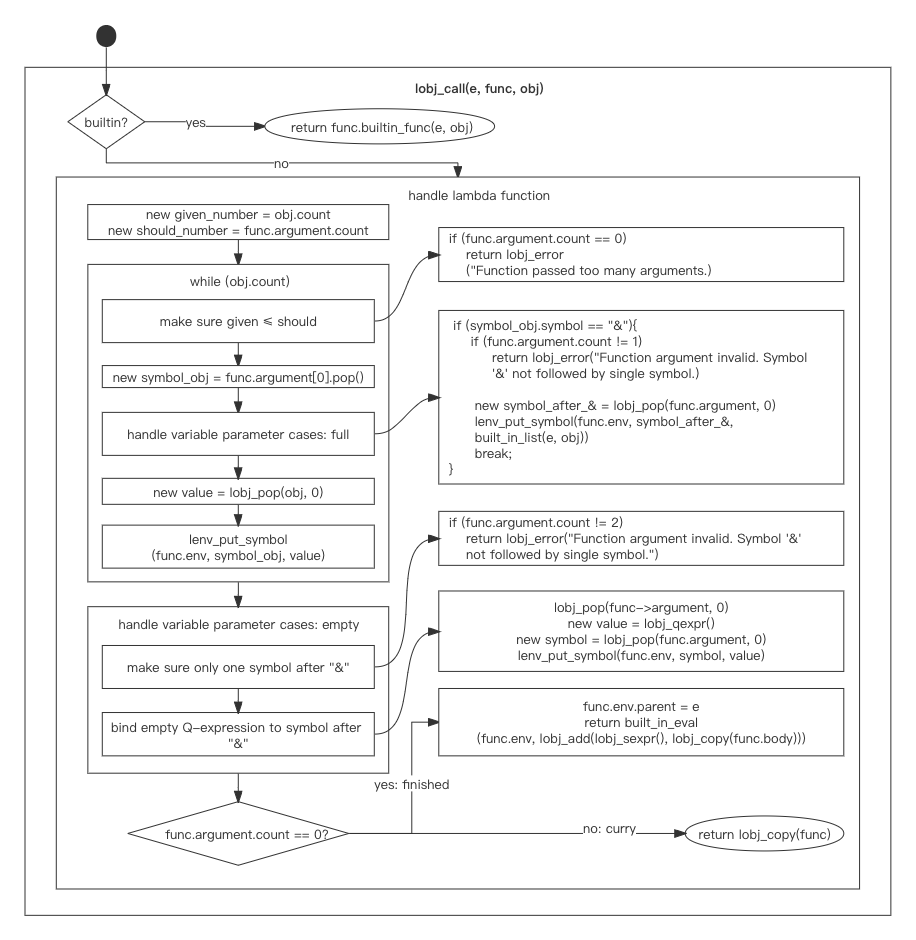 lobj_call(e, func, obj)
builtin?
yes
return func.builtin_func(e, obj)
no
handle lambda function
new given_number = obj.count
new should_number = func.argument.count
while (obj.count)
make sure given ≤ should
new symbol_obj = func.argument[0].pop()
handle variable parameter cases: full
new value = lobj_pop(obj, 0)
lenv_put_symbol
(func.env, symbol_obj, value)
handle variable parameter cases: empty
make sure only one symbol after "&"
bind empty Q-expression to symbol after
"&"
func.argument.count == 0?
if (func.argument.count == 0)
return lobj_error
("Function passed too many arguments.)
if (symbol_obj.symbol == "&"){
if (func.argument.count != 1)
return lobj_error("Function argument invalid. Symbol
'&' not followed by single symbol.)
new symbol_after_& = lobj_pop(func.argument, 0)
lenv_put_symbol(func.env, symbol_after_&,
built_in_list(e, obj))
break;
}
if (func.argument.count != 2)
return lobj_error("Function argument invalid. Symbol '&'
not followed by single symbol.")
lobj_pop(func->argument, 0)
new value = lobj_qexpr()
new symbol = lobj_pop(func.argument, 0)
lenv_put_symbol(func.env, symbol, value)
func.env.parent = e
return built_in_eval
(func.env, lobj_add(lobj_sexpr(), lobj_copy(func.body)))
yes: finished
no: curry
return lobj_copy(func)